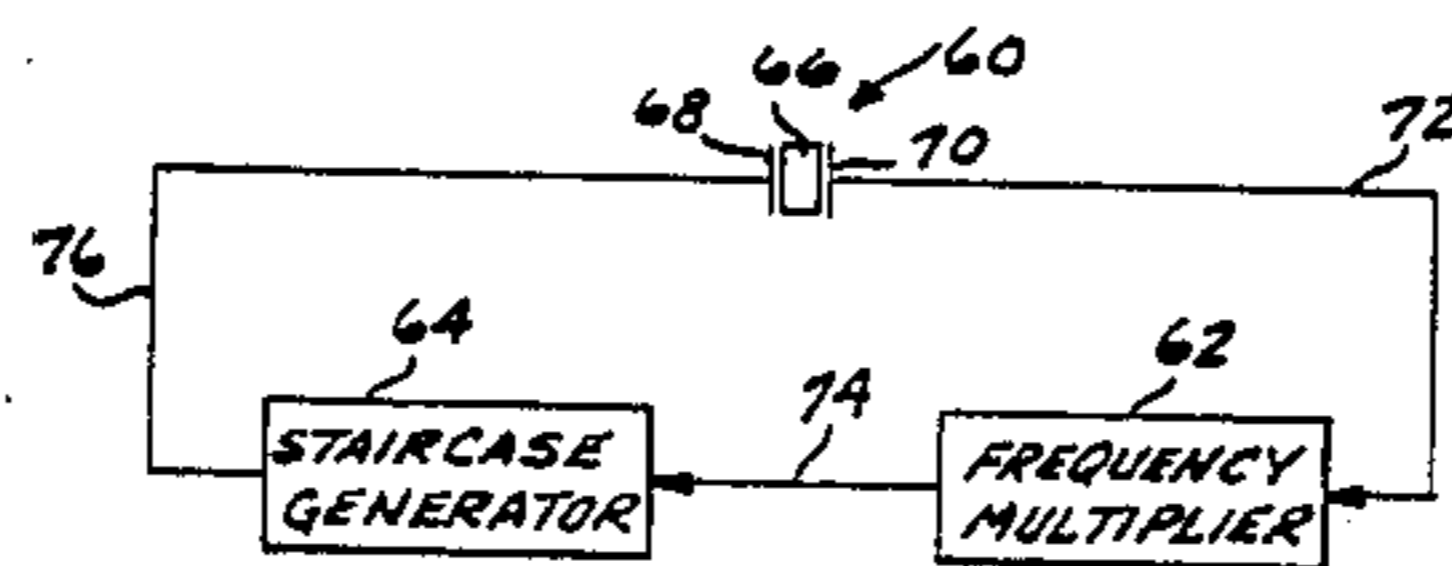 66 60
68 70 72
76
64 62
74
STAIRCASE
GENERATOR
FREQUENCY
MULTIPLIER